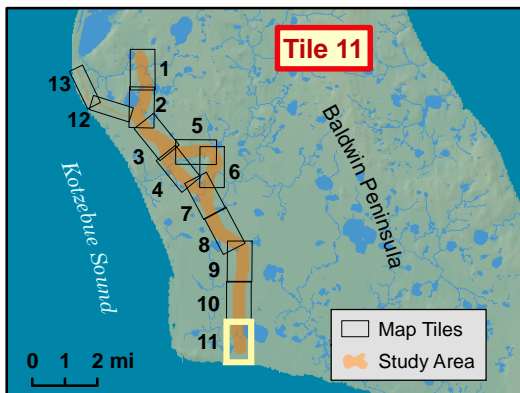 Tile 11
13
1
12
2
5
3
6
4
7
8
9
10
11
Kotzebue Sound
Baldwin Peninsula
Map Tiles
Study Area
0 1 2 mi